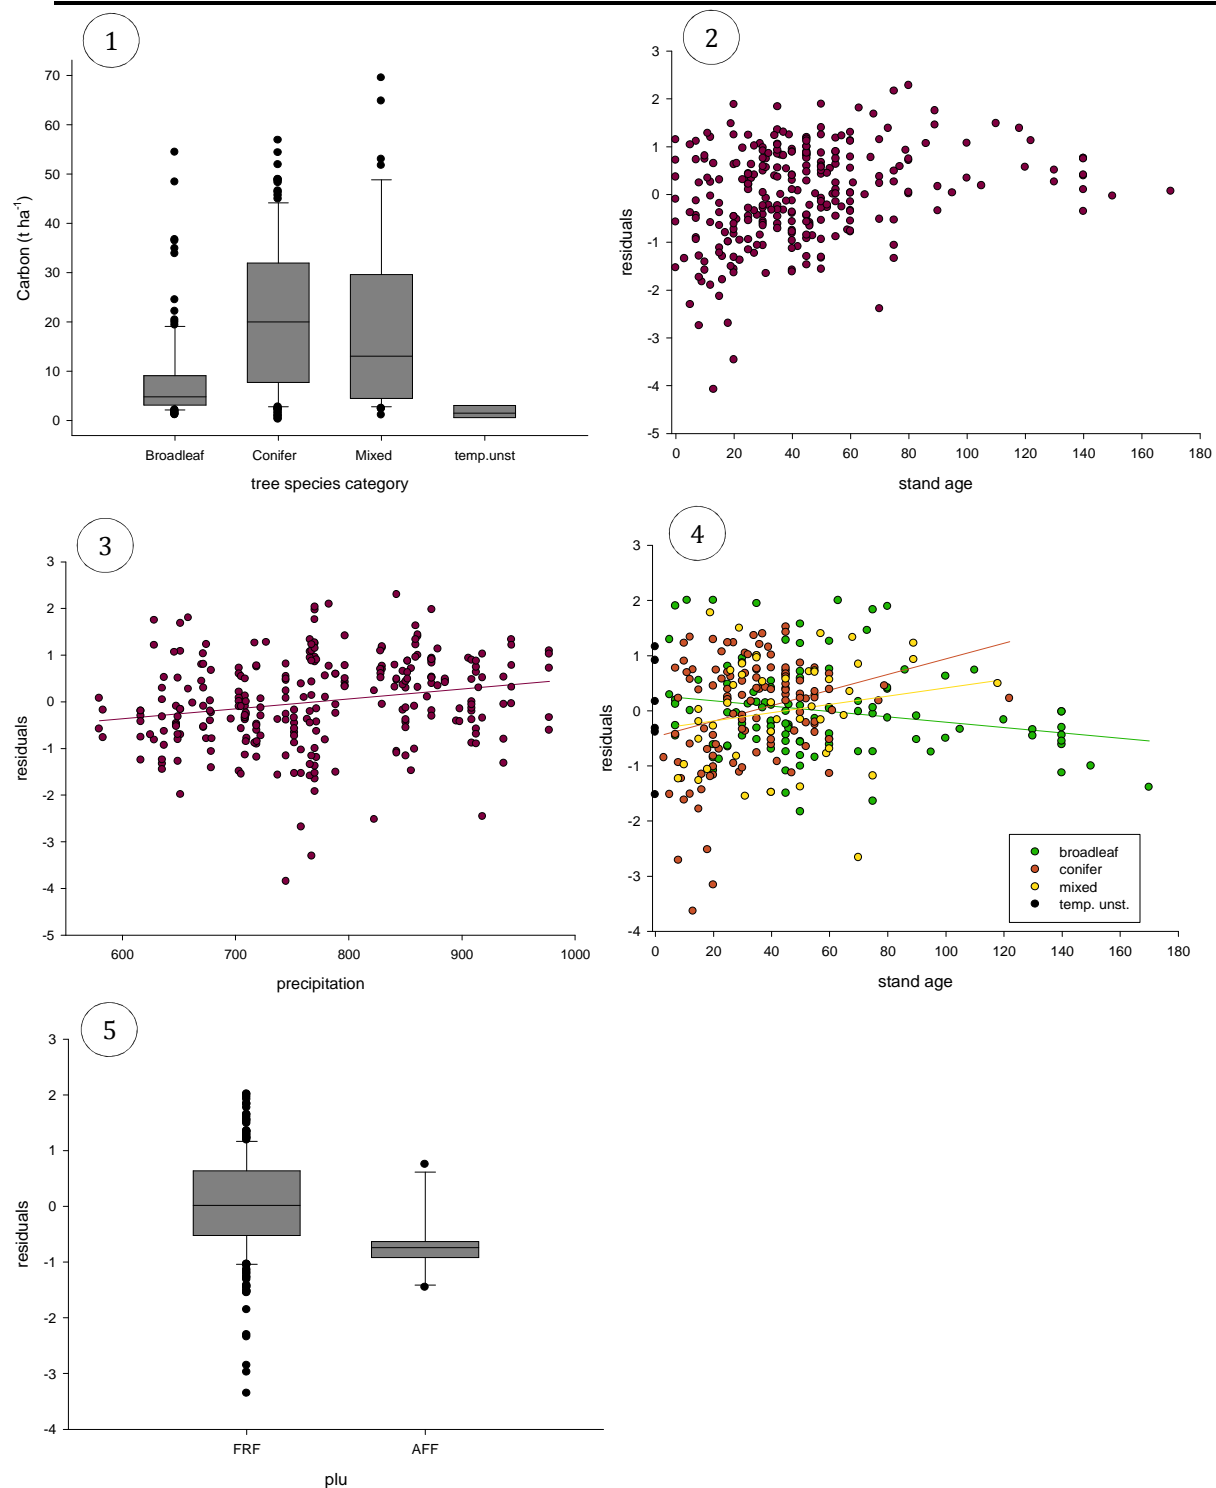 1
70
60
50
40
30
20
10
0
Carbon (t ha⁻¹)
Broadleaf Conifer Mixed temp.unst
tree species category
2
3
2
1
0
-1
-2
-3
-4
-5
residuals
0 20 40 60 80 100 120 140 160 180
stand age
3
3
2
1
0
-1
-2
-3
-4
-5
residuals
600 700 800 900 1000
precipitation
4
3
2
1
0
-1
-2
-3
-4
residuals
broadleaf
conifer
mixed
temp. unst.
0 20 40 60 80 100 120 140 160 180
stand age
5
3
2
1
0
-1
-2
-3
-4
residuals
FRF AFF
plu